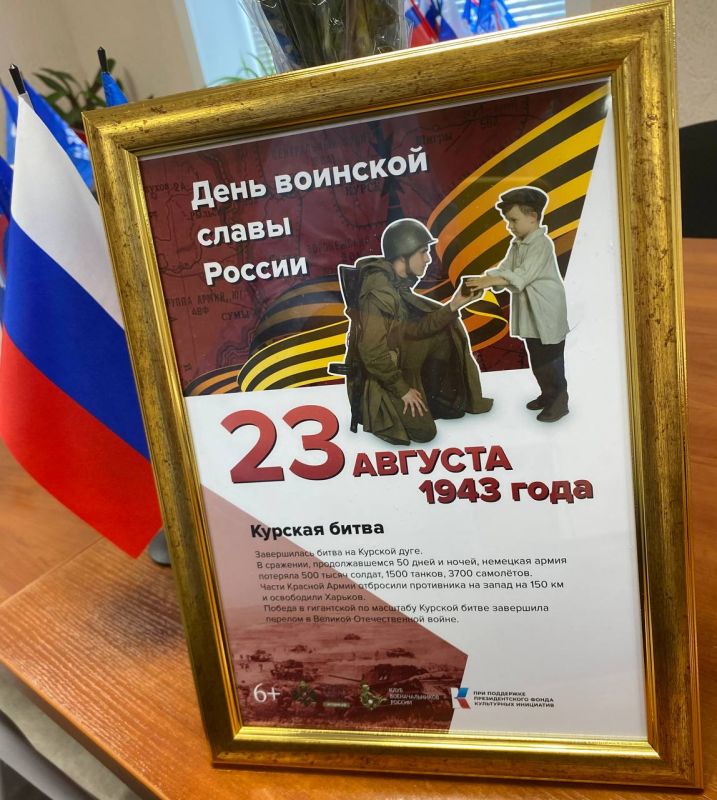 День воинской
славы
России
КУРСК
СУМЫ
23 АВГУСТА
1943 года
Курская битва
Завершилась битва на Курской дуге.
В сражении, продолжавшемся 50 дней и ночей, немецкая армия
потеряла 500 тысяч солдат, 1500 танков, 3700 самолётов.
Части Красной Армии отбросили противника на запад на 150 км
и освободили Харьков.
Победа в гигантской по масштабу Курской битве завершила
перелом в Великой Отечественной войне.
6+
КЛУБ
ВОЕНАЧАЛЬНИКОВ
РОССИИ
ПРИ ПОДДЕРЖКЕ
ПРЕЗИДЕНТСКОГО ФОНДА
КУЛЬТУРНЫХ ИНИЦИАТИВ